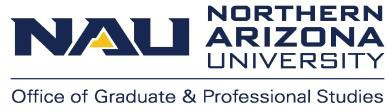 NAU NORTHERN
ARIZONA
UNIVERSITY
Office of Graduate & Professional Studies